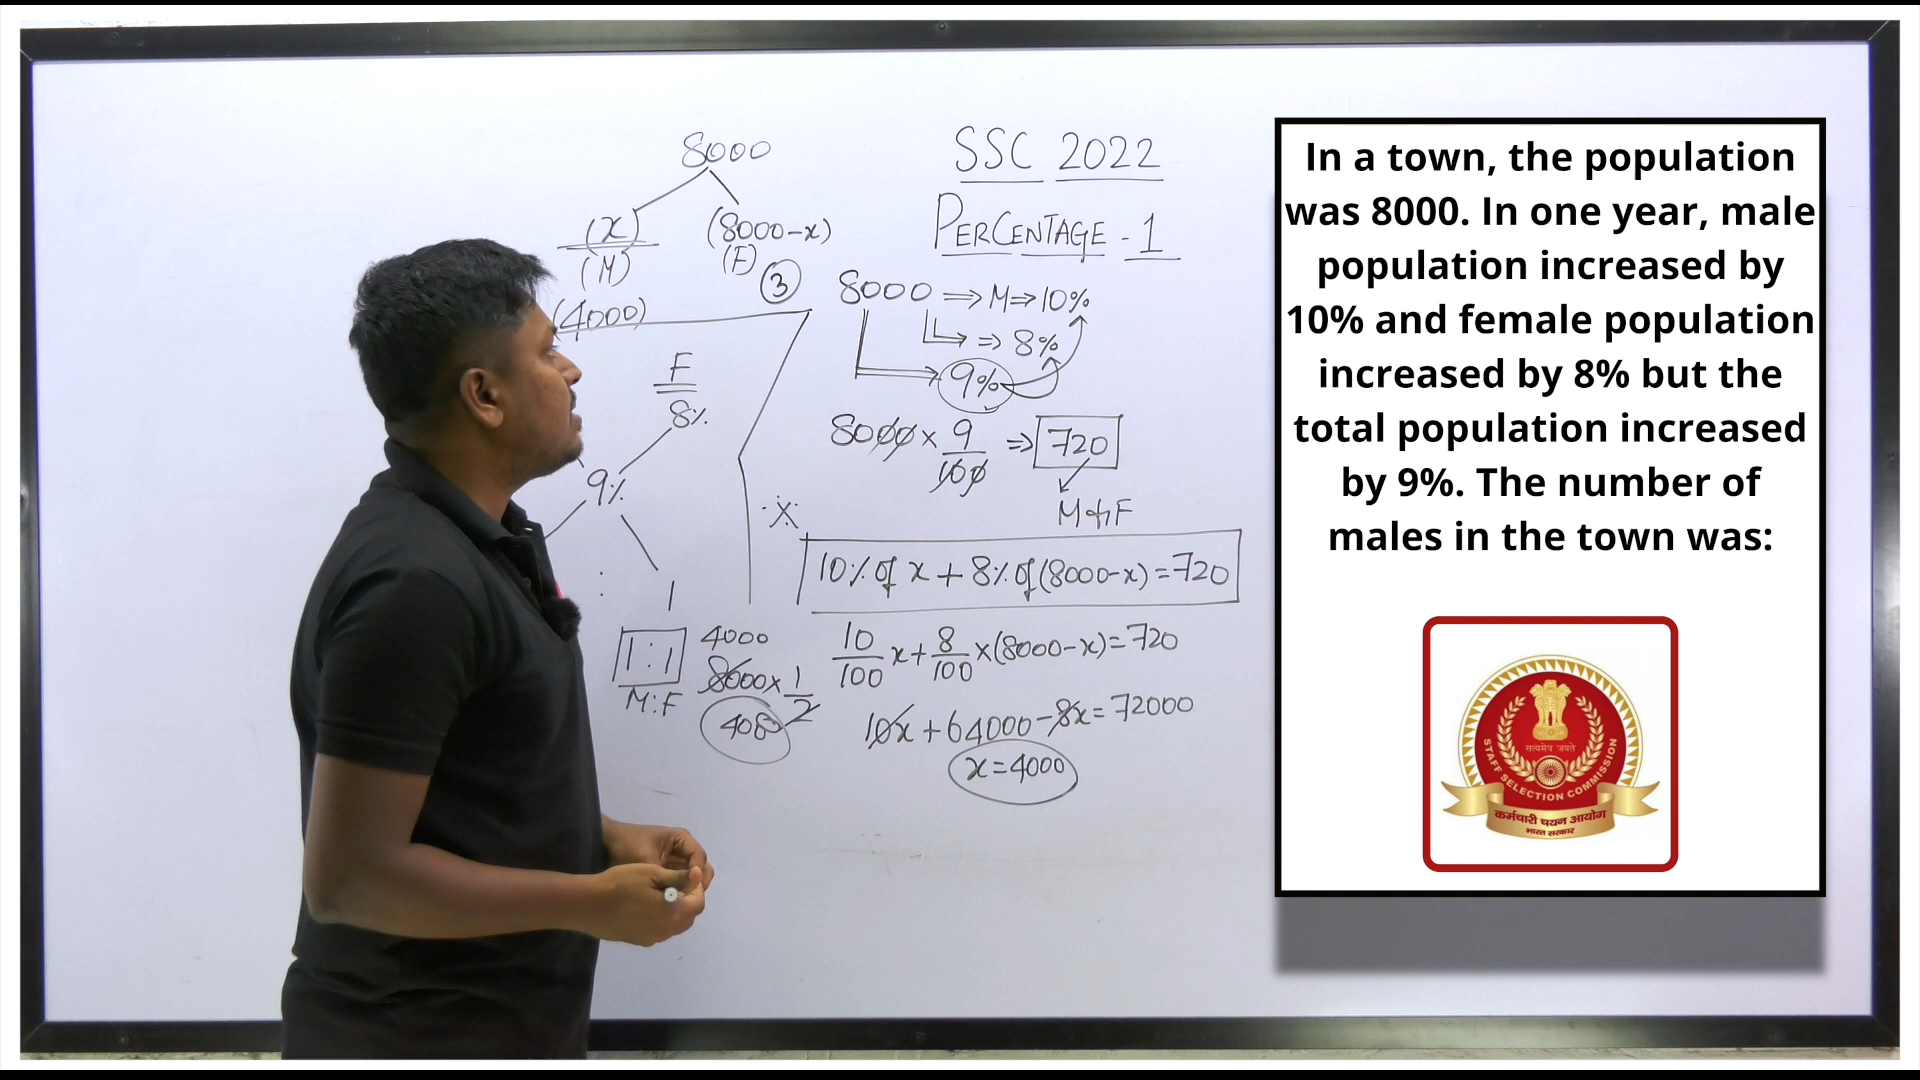 8000
(x)
(8000-x)
(M)
(F)
(4000)
3
F
8%
9%
:
1
1:1
M:F
4000
8000×1/2
SSC 2022
PERCENTAGE - 1
8000 ⇒ M ⇒ 10%
⇒ 8%
9%
8000 × 9/100 ⇒ 720
10% of x + 8% of (8000-x) = 720
10/100 x + 8/100 × (8000-x) = 720
10x + 64000 - 8x = 72000
x = 4000
In a town, the population
was 8000. In one year, male
population increased by
10% and female population
increased by 8% but the
total population increased
by 9%. The number of
males in the town was:
सत्यमेव जयते
STAFF SELECTION COMMISSION
कर्मचारी चयन आयोग
भारत सरकार